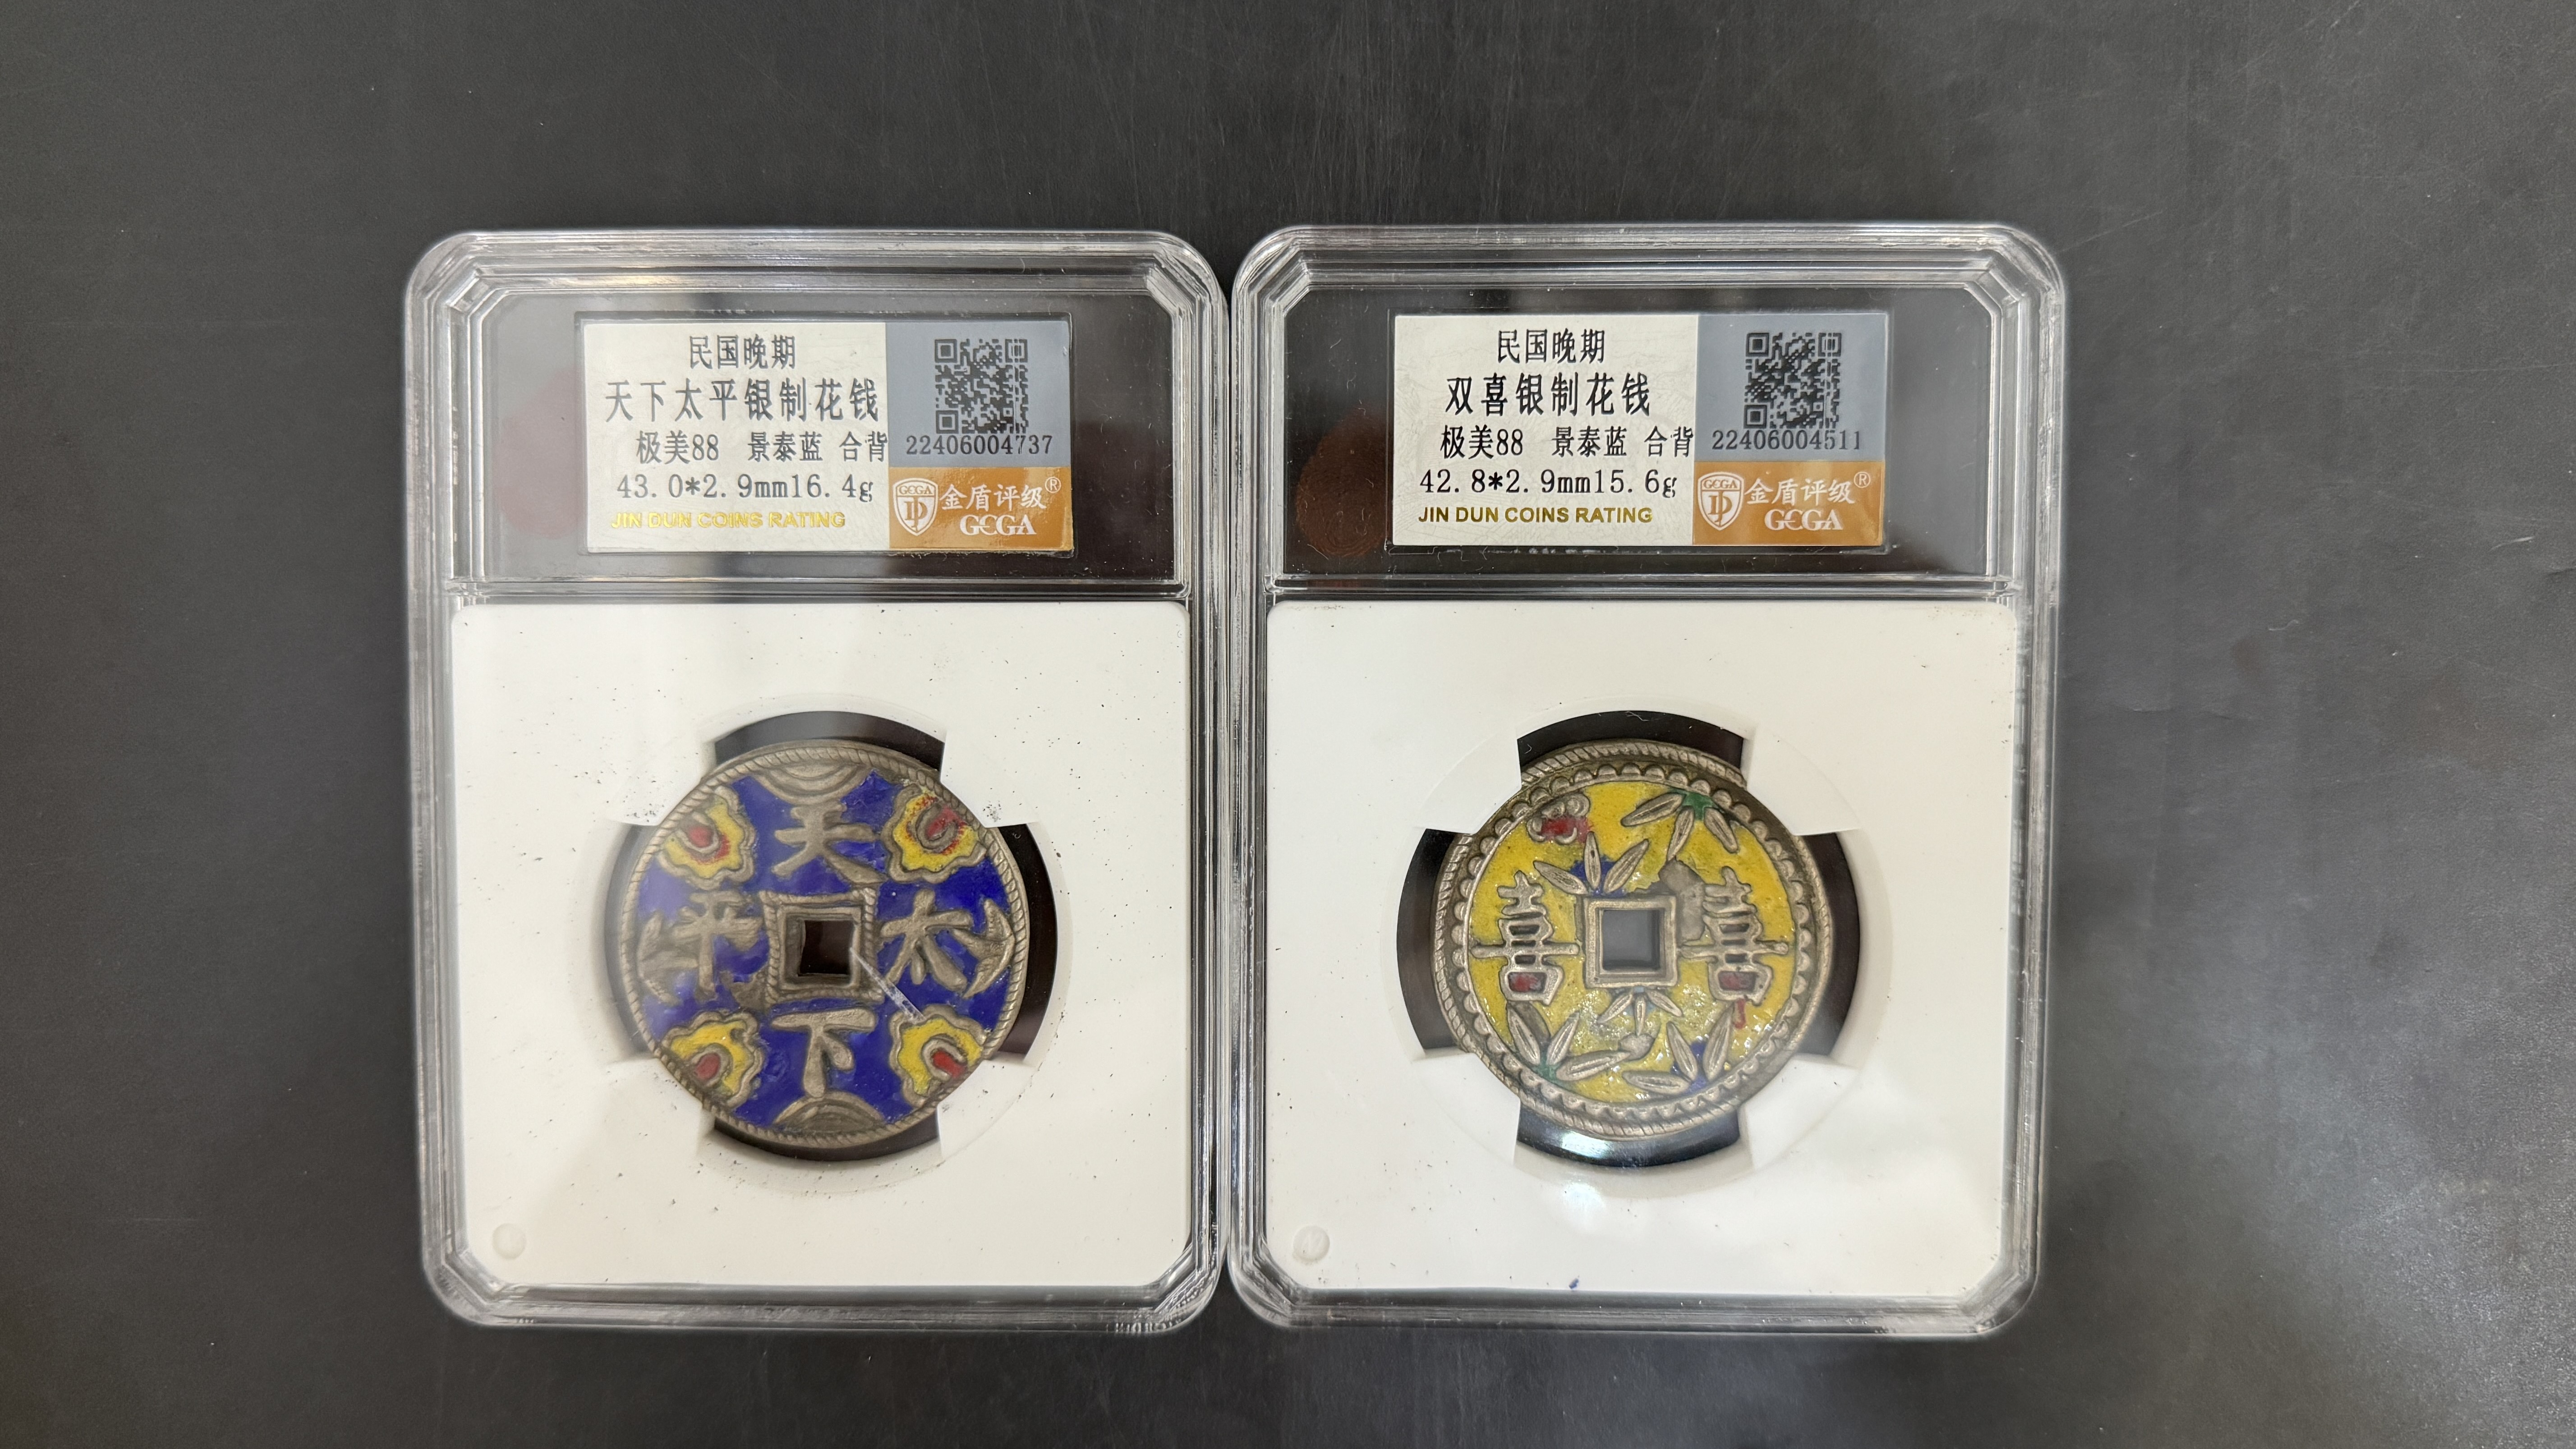 民国晚期
天下太平银制花钱
极美88 景泰蓝 合背
43.0*2.9mm16.4g
JIN DUN COINS RATING
22406004737
GCGA
金盾评级®
GCGA
天
平 太
下
民国晚期
双喜银制花钱
极美88 景泰蓝 合背
42.8*2.9mm15.6g
JIN DUN COINS RATING
22406004511
GCGA
金盾评级®
GCGA
喜 喜